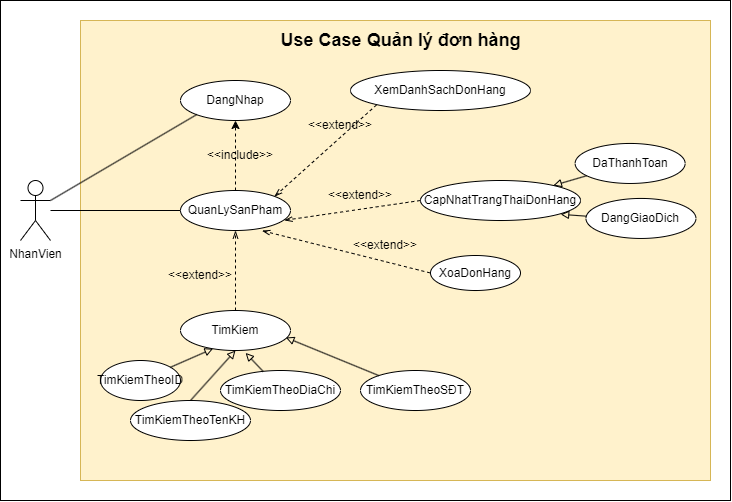 Use Case Quản lý đơn hàng
DangNhap
XemDanhSachDonHang
<<extend>>
<<include>>
DaThanhToan
QuanLySanPham
<<extend>>
CapNhatTrangThaiDonHang
DangGiaoDich
NhanVien
<<extend>>
<<extend>>
XoaDonHang
TimKiem
TimKiemTheoID
TimKiemTheoDiaChi
TimKiemTheoSĐT
TimKiemTheoTenKH